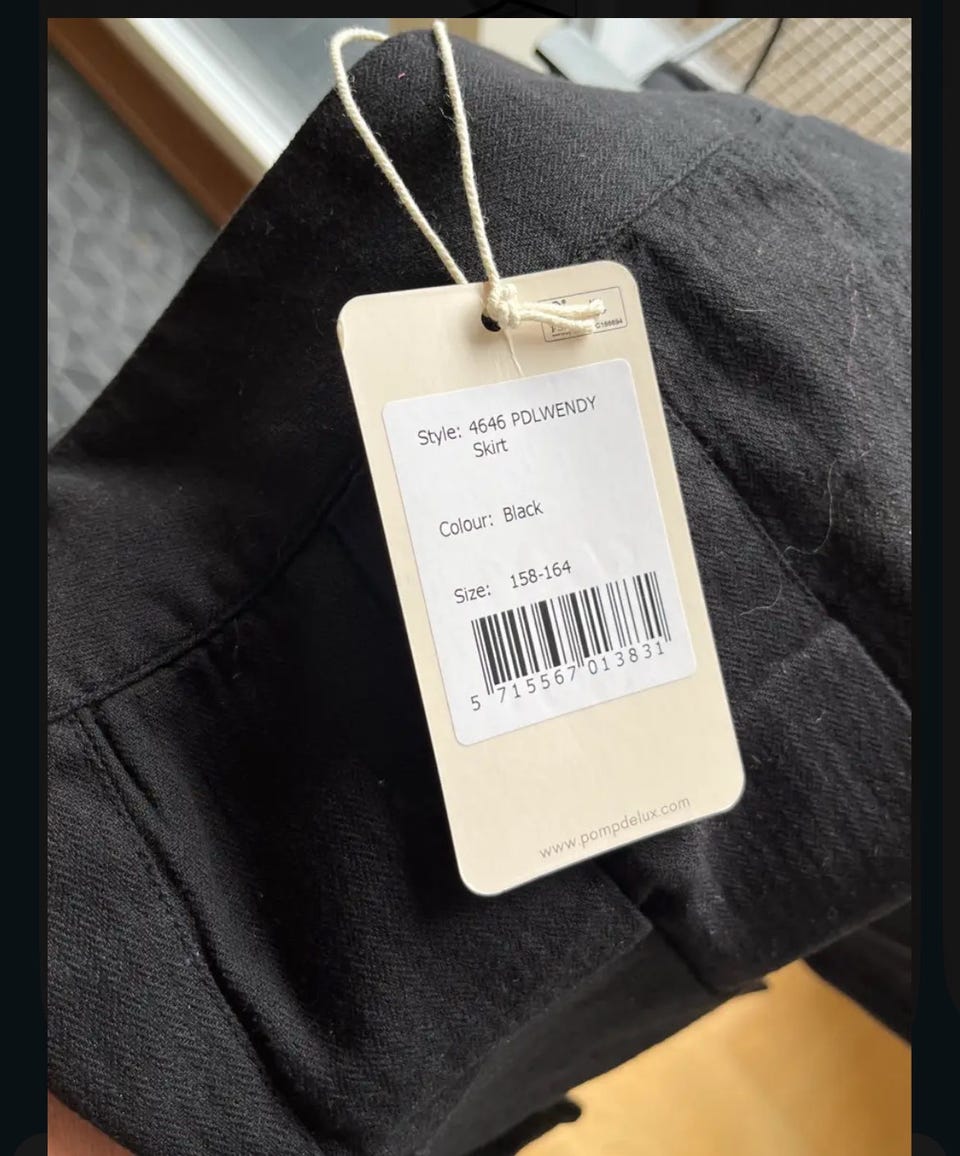 Style: 4646 PDLWENDY
Skirt
Colour: Black
Size: 158-164
5 715567 013831
www.pompdelux.com